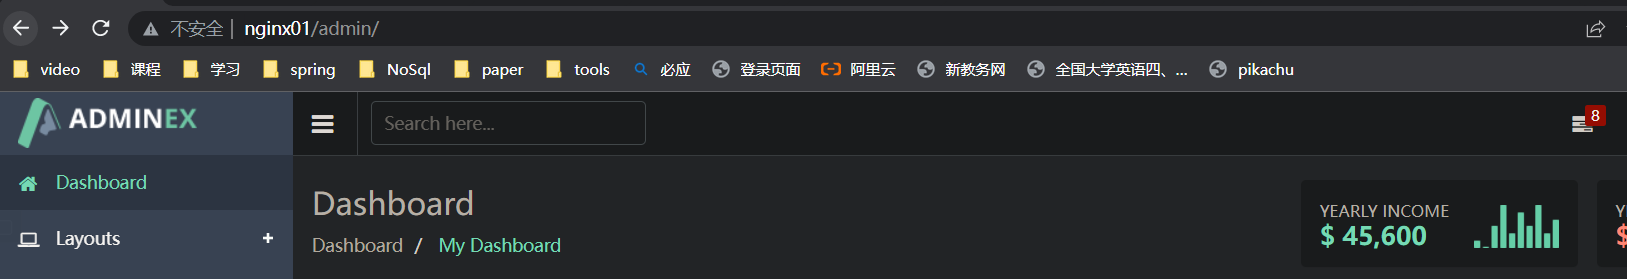 不安全 | nginx01/admin/
video 课程 学习 spring NoSql paper tools 必应 登录页面 阿里云 新教务网 全国大学英语四、... pikachu
ADMINEX
Search here...
8
Dashboard
Layouts +
Dashboard
Dashboard / My Dashboard
YEARLY INCOME
$ 45,600